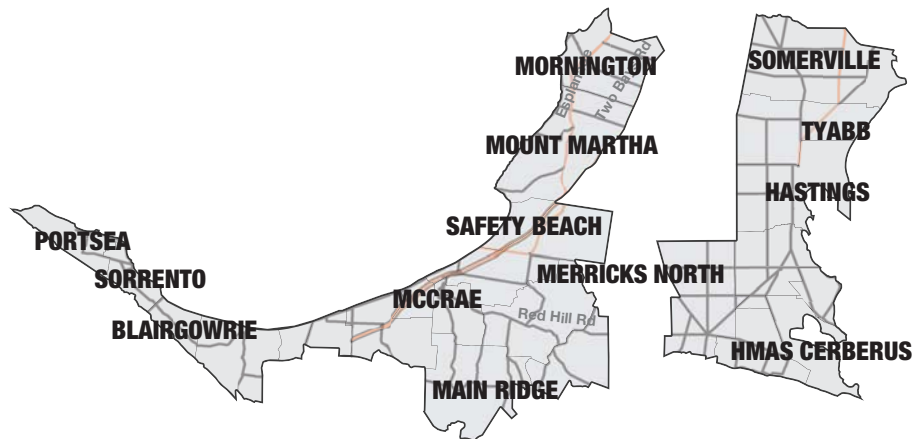 MORNINGTON
SOMERVILLE
Esplanade
Two Bays Rd
TYABB
MOUNT MARTHA
HASTINGS
SAFETY BEACH
PORTSEA
MERRICKS NORTH
SORRENTO
MCCRAE
Red Hill Rd
BLAIRGOWRIE
HMAS CERBERUS
MAIN RIDGE